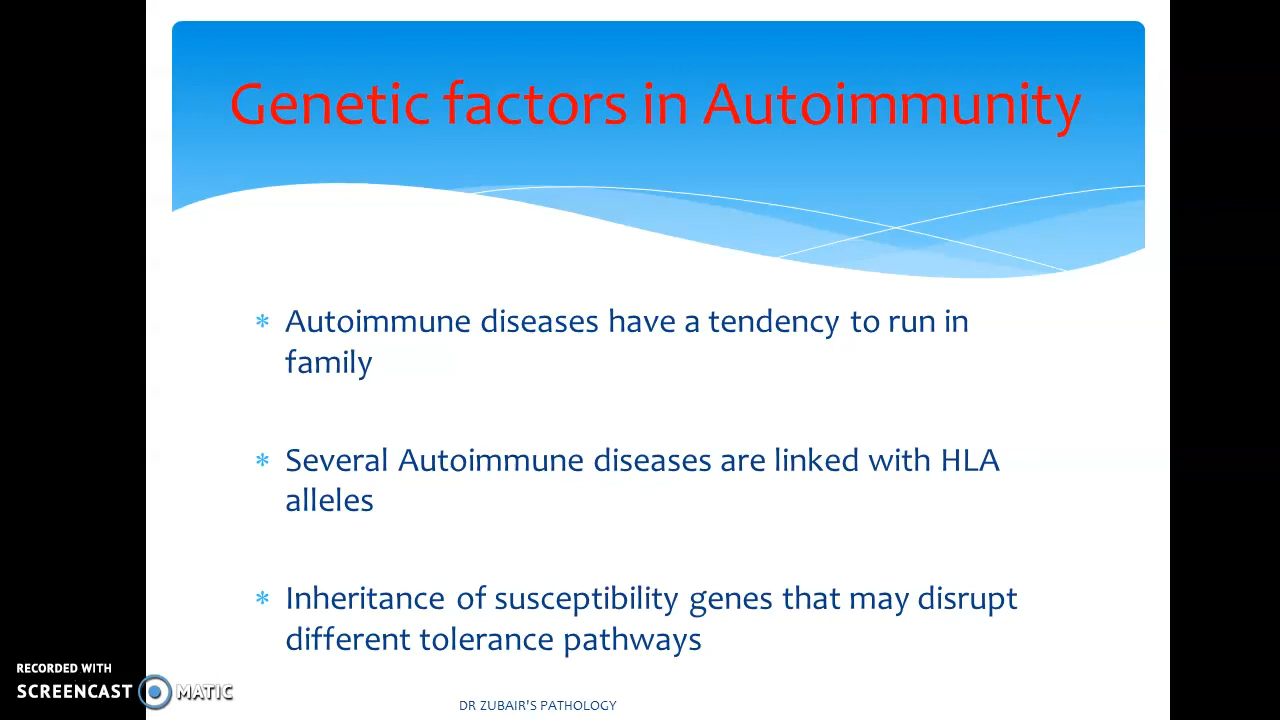 Genetic factors in Autoimmunity
* Autoimmune diseases have a tendency to run in
family
* Several Autoimmune diseases are linked with HLA
alleles
* Inheritance of susceptibility genes that may disrupt
different tolerance pathways
RECORDED WITH
SCREENCAST MATIC
DR ZUBAIR'S PATHOLOGY